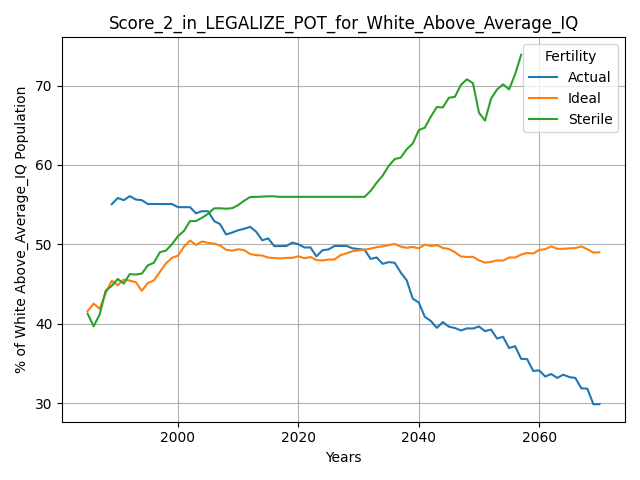 Score_2_in_LEGALIZE_POT_for_White_Above_Average_IQ
% of White Above_Average_IQ Population
70
60
50
40
30
Fertility
Actual
Ideal
Sterile
2000 2020 2040 2060
Years